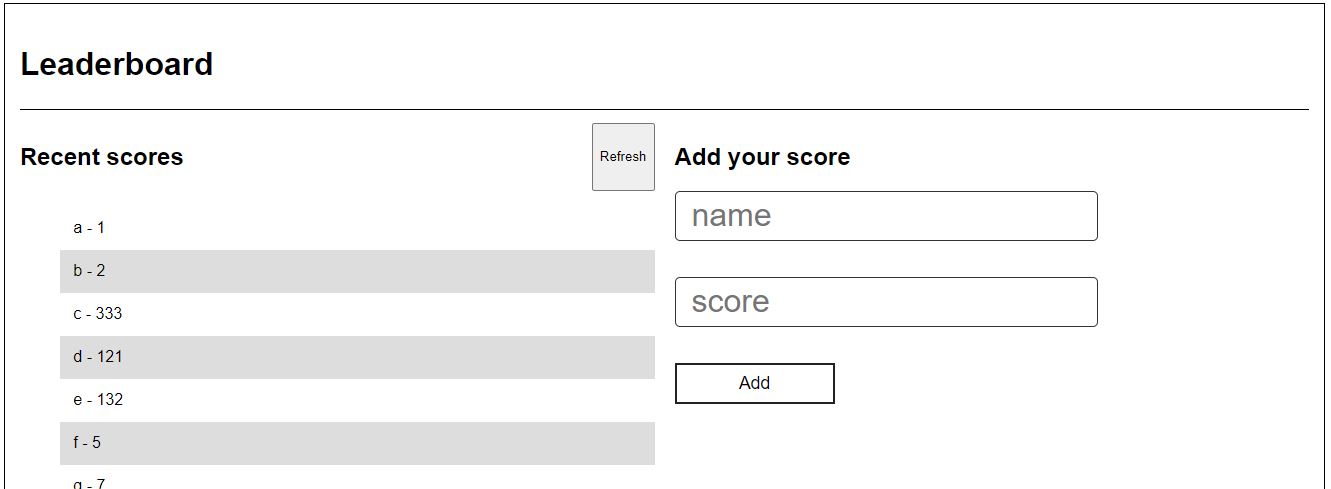 Leaderboard
Recent scores
Refresh
a - 1
b - 2
c - 333
d - 121
e - 132
f - 5
g - 7
Add your score
name
score
Add